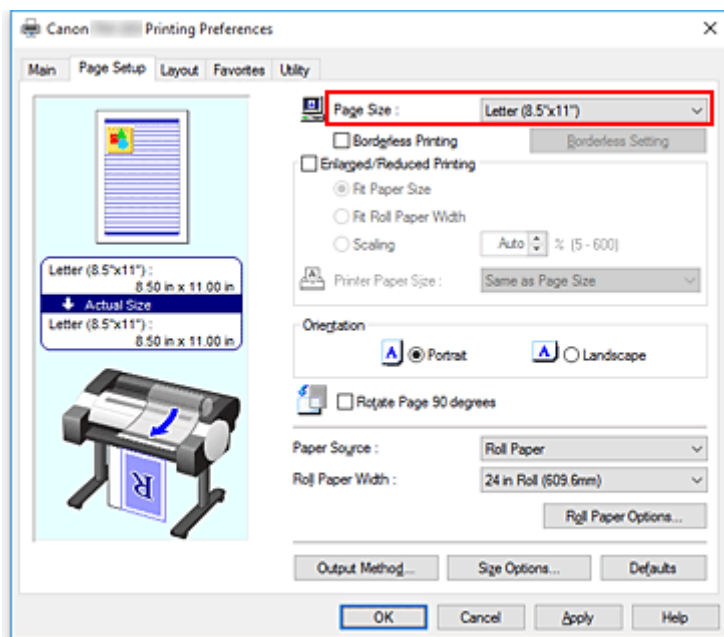 Canon Printing Preferences
Main Page Setup Layout Favorites Utility
Page Size : Letter (8.5"x11")
Borderless Printing Borderless Setting
Enlarged/Reduced Printing
Fit Paper Size
Fit Roll Paper Width
Scaling Auto % (5 - 600)
Printer Paper Size : Same as Page Size
Letter (8.5"x11") :
8.50 in x 11.00 in
Actual Size
Letter (8.5"x11") :
8.50 in x 11.00 in
Orientation
A Portrait A Landscape
Rotate Page 90 degrees
R
Paper Source : Roll Paper
Roll Paper Width : 24 in Roll (609.6mm)
Roll Paper Options...
Output Method... Size Options... Defaults
OK Cancel Apply Help